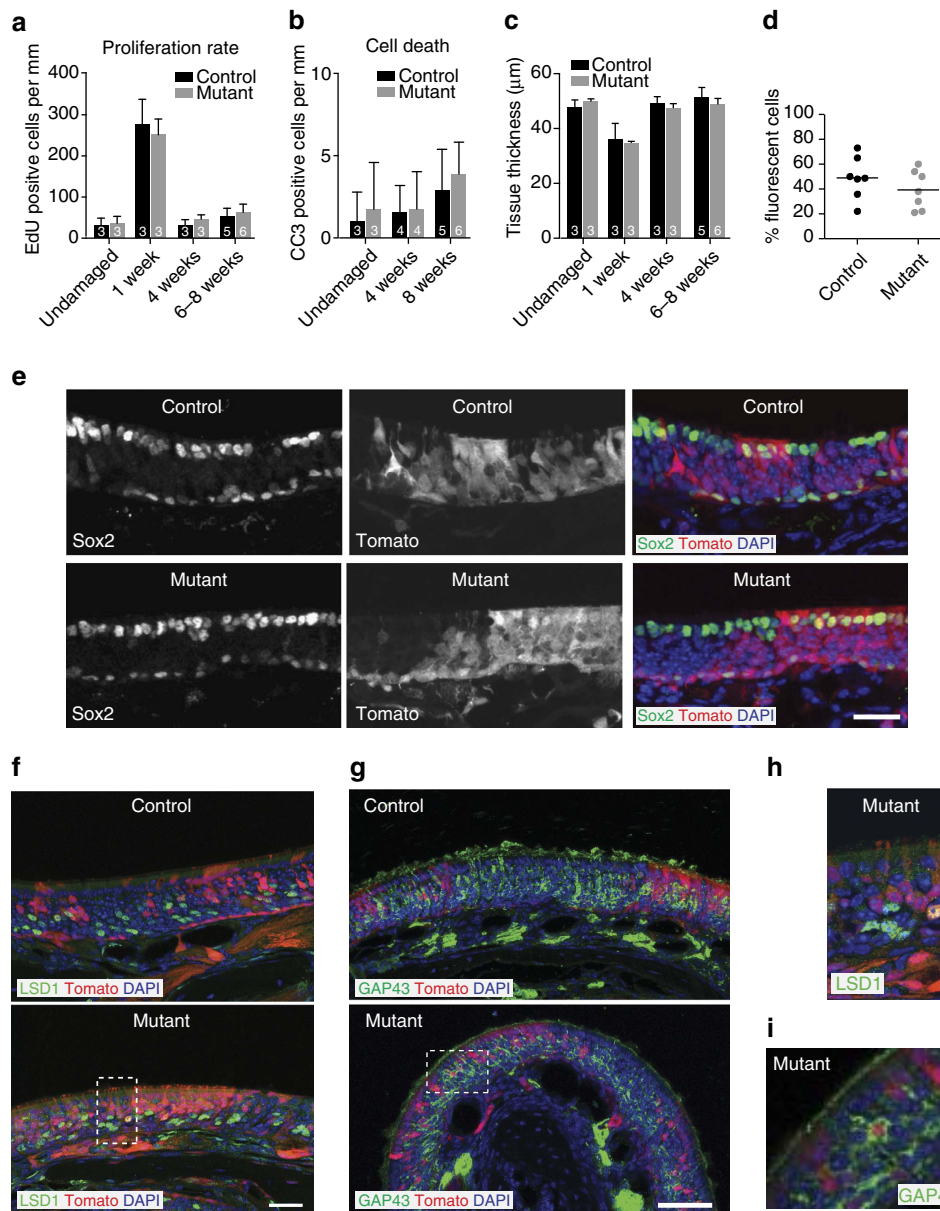 a
Proliferation rate
EdU positve cells per mm
400
300
200
100
0
Control
Mutant
3 3 3 3 3 3 5 6
Undamaged
1 week
4 weeks
6–8 weeks
b
Cell death
CC3 positive cells per mm
10
5
0
Control
Mutant
3 3 4 4 5 6
Undamaged
4 weeks
8 weeks
c
Tissue thickness (μm)
60
40
20
0
Control
Mutant
3 3 3 3 3 3 5 6
Undamaged
1 week
4 weeks
6–8 weeks
d
% fluorescent cells
100
80
60
40
20
0
Control
Mutant
e
Control
Sox2
Control
Tomato
Control
Sox2 Tomato DAPI
Mutant
Sox2
Mutant
Tomato
Mutant
Sox2 Tomato DAPI
f
Control
LSD1 Tomato DAPI
Mutant
LSD1 Tomato DAPI
g
Control
GAP43 Tomato DAPI
Mutant
GAP43 Tomato DAPI
h
Mutant
LSD1
i
Mutant